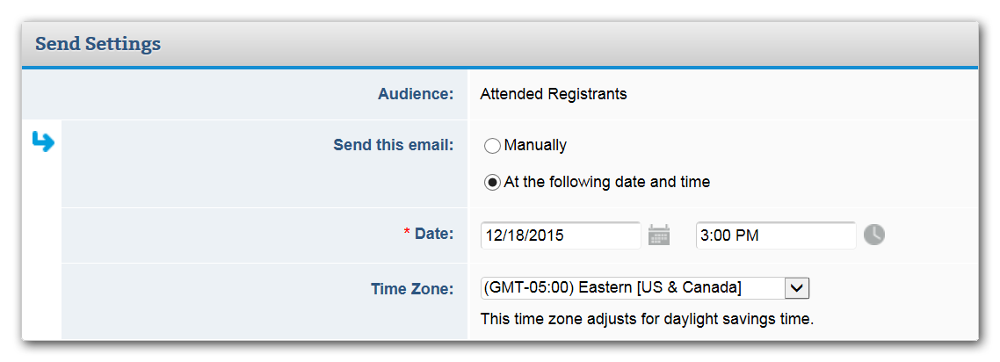 Send Settings
Audience: Attended Registrants
Send this email: Manually
At the following date and time
* Date: 12/18/2015 3:00 PM
Time Zone: (GMT-05:00) Eastern [US & Canada]
This time zone adjusts for daylight savings time.